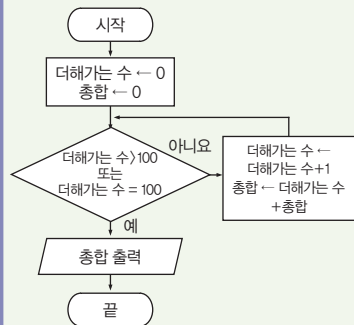 시작
더해가는 수 ← 0
총합 ← 0
더해가는 수>100
또는
더해가는 수 = 100
아니요
더해가는 수 ←
더해가는 수+1
총합 ← 더해가는 수
+총합
예
총합 출력
끝